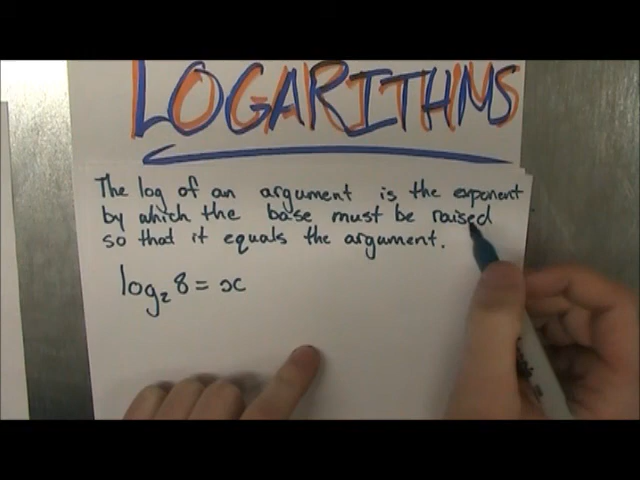 LOGARITHMS
The log of an argument is the exponent
by which the base must be raised
so that it equals the argument.
log₂ 8 = x